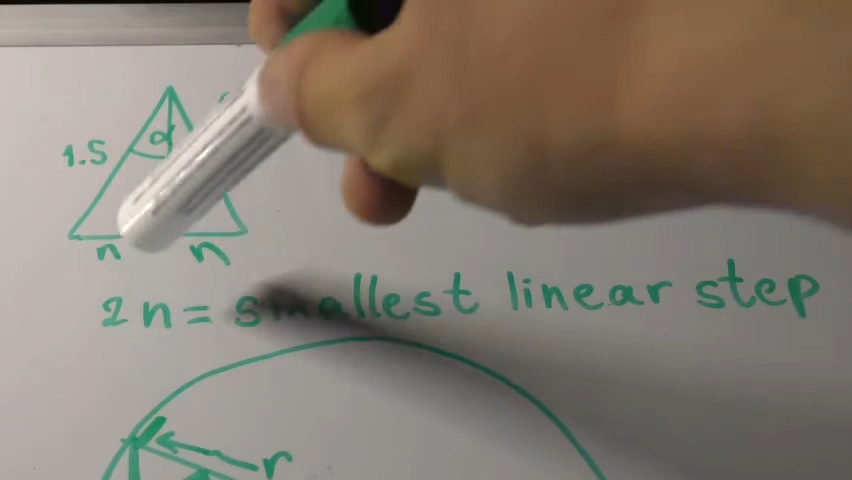 1.5 α
n n
2n = smallest linear step
r